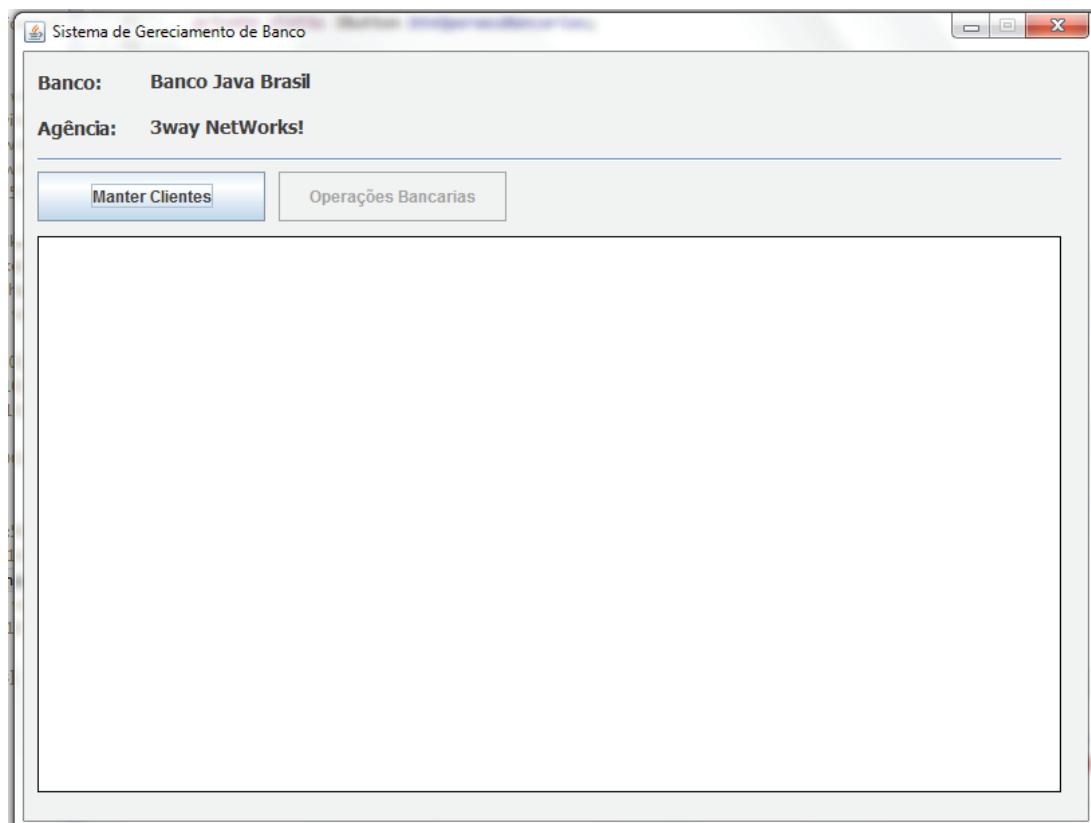 Sistema de Gereciamento de Banco
Banco: Banco Java Brasil
Agência: 3way NetWorks!
Manter Clientes Operações Bancarias